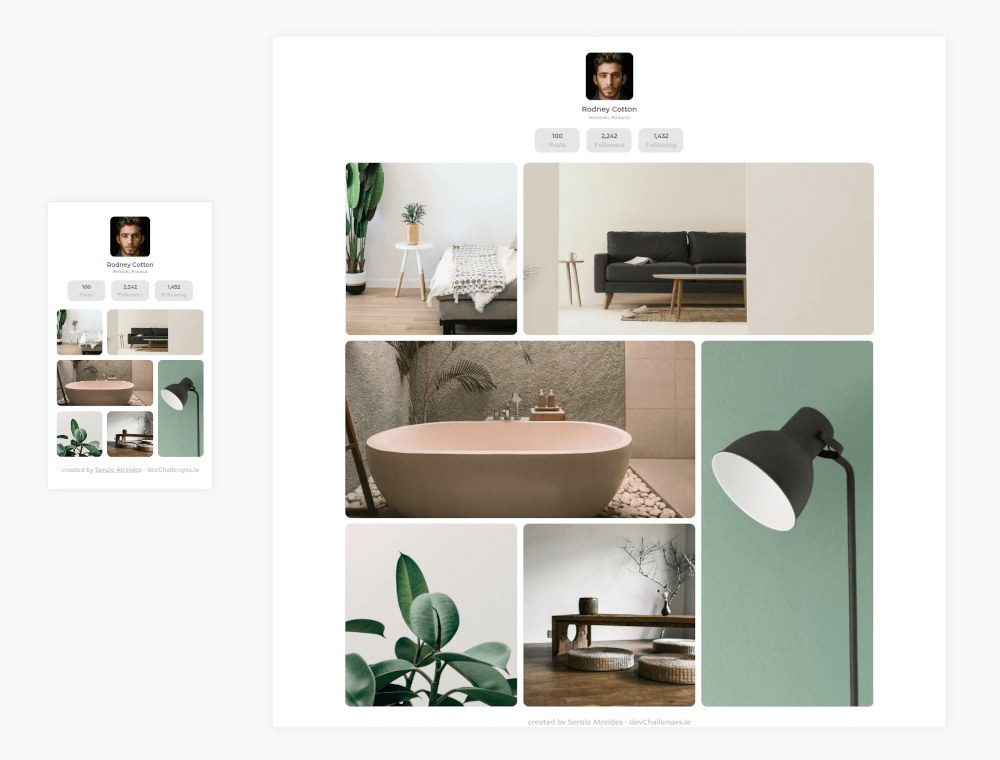 Rodney Cotton
Helsinki, Finland
100
Posts
2,242
Followers
1,432
Following
created by Sergio Atreides - devChallenges.io
Rodney Cotton
Helsinki, Finland
100
Posts
2,242
Followers
1,432
Following
created by Sergio Atreides - devChallenges.io